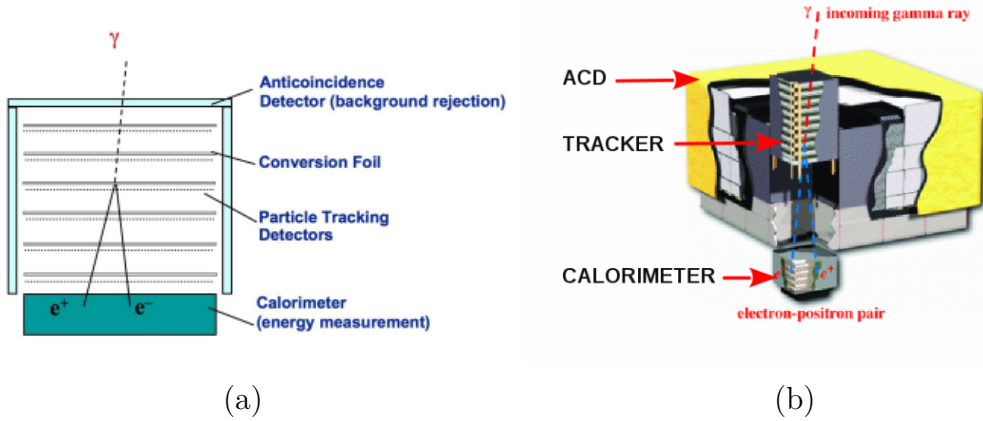 γ
Anticoincidence
Detector (background rejection)
Conversion Foil
Particle Tracking
Detectors
e+
e−
Calorimeter
(energy measurement)
(a)
γ incoming gamma ray
ACD
TRACKER
CALORIMETER
e+
electron-positron pair
(b)